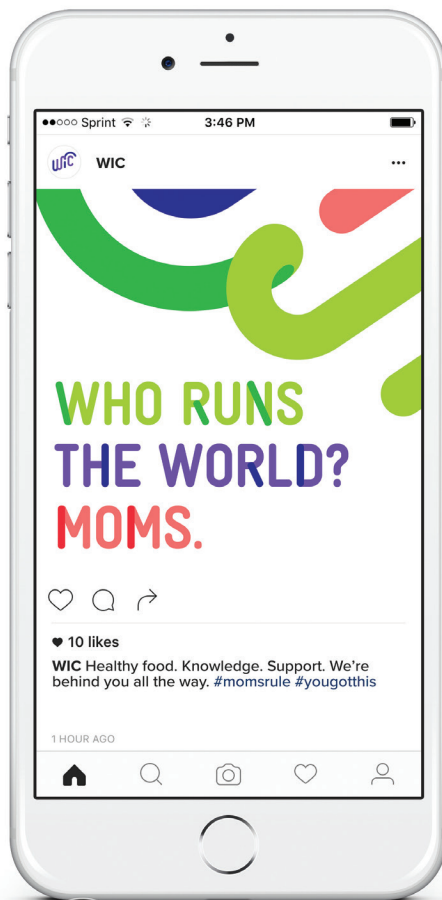 Sprint 3:46 PM
WIC WIC
WHO RUNS
THE WORLD?
MOMS.
10 likes
WIC Healthy food. Knowledge. Support. We're
behind you all the way. #momsrule #yougotthis
1 HOUR AGO